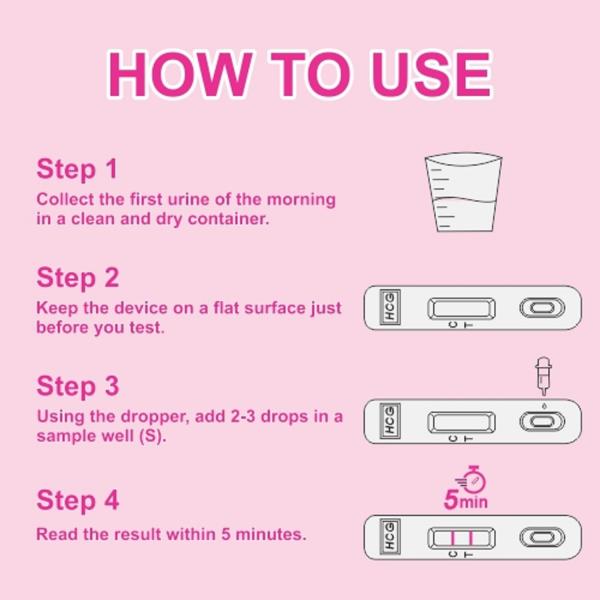 HOW TO USE
Step 1
Collect the first urine of the morning
in a clean and dry container.
Step 2
Keep the device on a flat surface just
before you test.
HCG
C T
Step 3
Using the dropper, add 2-3 drops in a
sample well (S).
HCG
C T
Step 4
Read the result within 5 minutes.
5min
HCG
C T